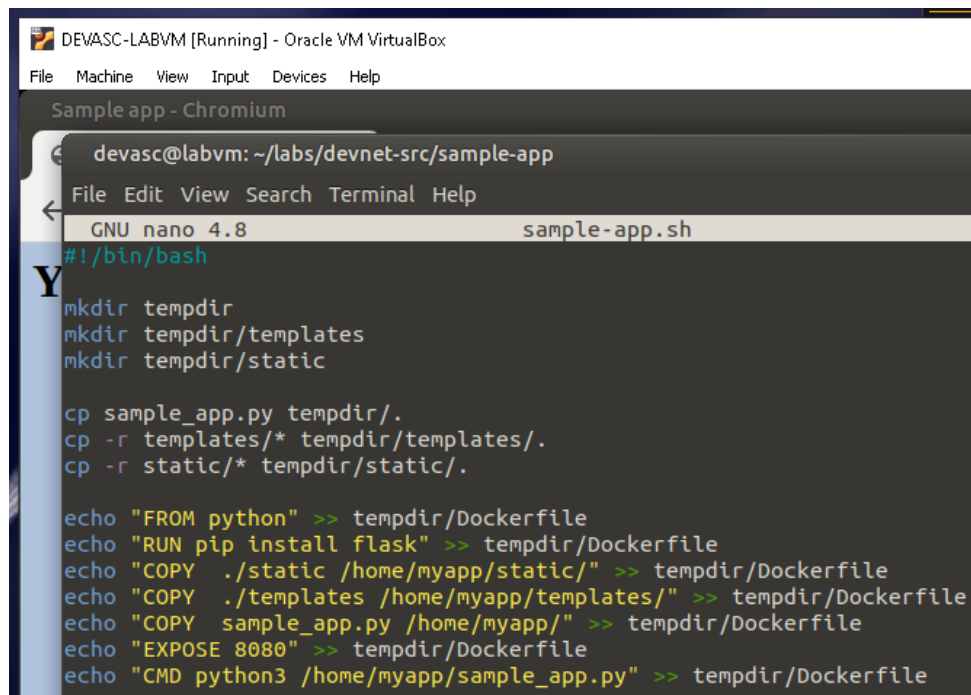 DEVASC-LABVM [Running] - Oracle VM VirtualBox
File Machine View Input Devices Help
Sample app - Chromium
devasc@labvm: ~/labs/devnet-src/sample-app
File Edit View Search Terminal Help
GNU nano 4.8 sample-app.sh
#!/bin/bash
Y
mkdir tempdir
mkdir tempdir/templates
mkdir tempdir/static
cp sample_app.py tempdir/.
cp -r templates/* tempdir/templates/.
cp -r static/* tempdir/static/.
echo "FROM python" >> tempdir/Dockerfile
echo "RUN pip install flask" >> tempdir/Dockerfile
echo "COPY  ./static /home/myapp/static/" >> tempdir/Dockerfile
echo "COPY  ./templates /home/myapp/templates/" >> tempdir/Dockerfile
echo "COPY  sample_app.py /home/myapp/" >> tempdir/Dockerfile
echo "EXPOSE 8080" >> tempdir/Dockerfile
echo "CMD python3 /home/myapp/sample_app.py" >> tempdir/Dockerfile